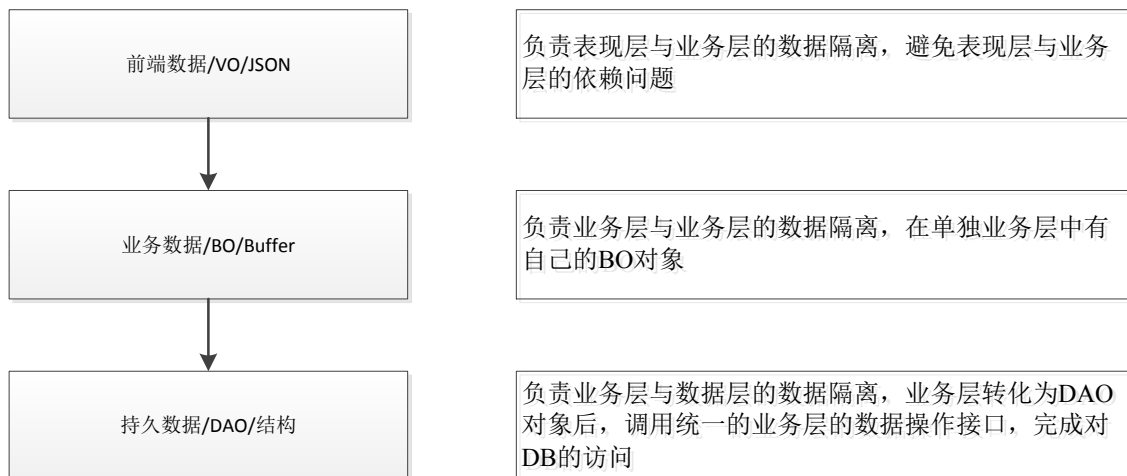 前端数据/VO/JSON
负责表现层与业务层的数据隔离，避免表现层与业务
层的依赖问题
业务数据/BO/Buffer
负责业务层与业务层的数据隔离，在单独业务层中有
自己的BO对象
持久数据/DAO/结构
负责业务层与数据层的数据隔离，业务层转化为DAO
对象后，调用统一的业务层的数据操作接口，完成对
DB的访问